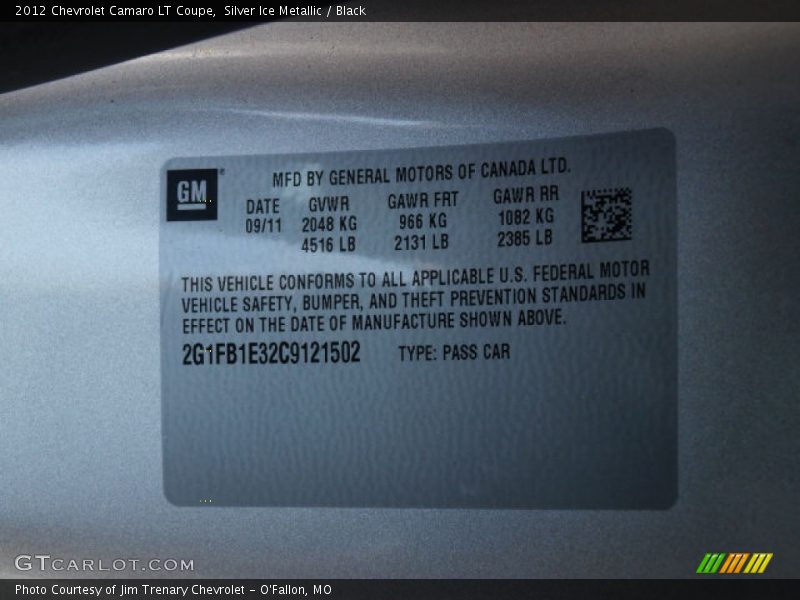 2012 Chevrolet Camaro LT Coupe,  Silver Ice Metallic / Black
GM
MFD BY GENERAL MOTORS OF CANADA LTD.
DATE GVWR GAWR FRT GAWR RR
09/11 2048 KG 966 KG 1082 KG
4516 LB 2131 LB 2385 LB
THIS VEHICLE CONFORMS TO ALL APPLICABLE U.S. FEDERAL MOTOR
VEHICLE SAFETY, BUMPER, AND THEFT PREVENTION STANDARDS IN
EFFECT ON THE DATE OF MANUFACTURE SHOWN ABOVE.
2G1FB1E32C9121502 TYPE: PASS CAR
GTCARLOT.COM
Photo Courtesy of Jim Trenary Chevrolet - O'Fallon, MO